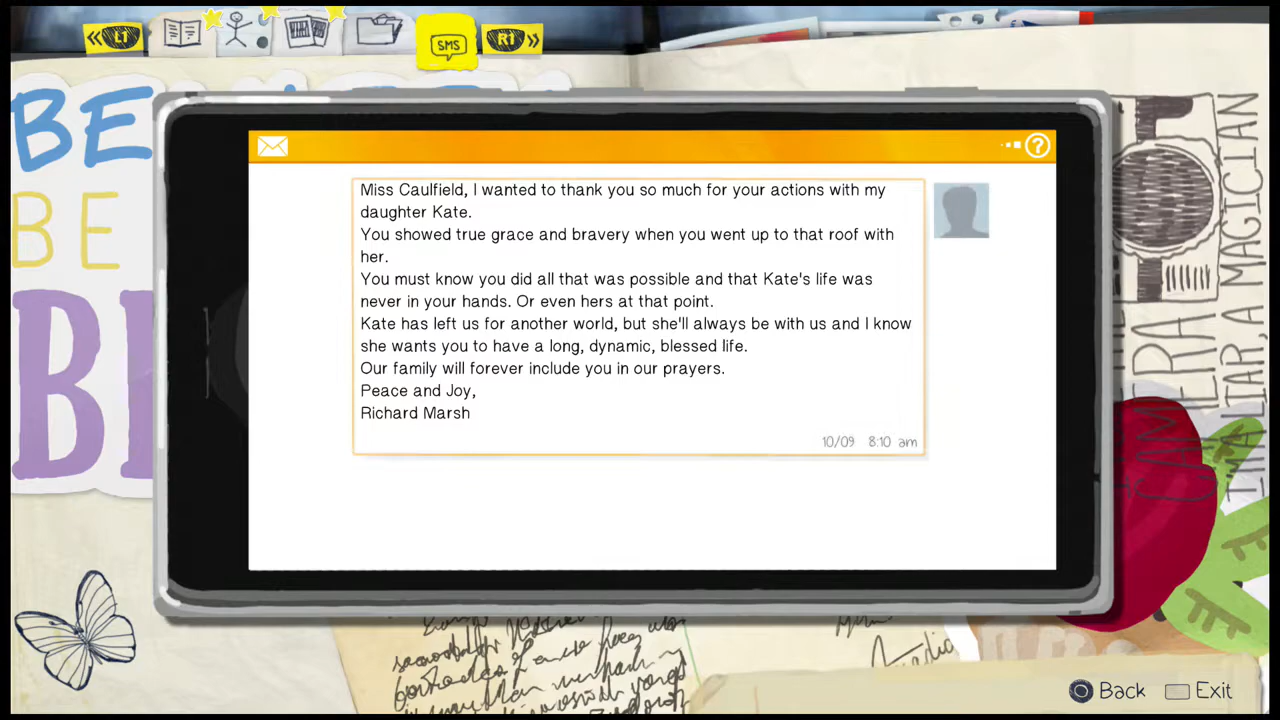 L1
SMS
R1
BE
BE
Miss Caulfield, I wanted to thank you so much for your actions with my
daughter Kate.
You showed true grace and bravery when you went up to that roof with
her.
You must know you did all that was possible and that Kate's life was
never in your hands. Or even hers at that point.
Kate has left us for another world, but she'll always be with us and I know
she wants you to have a long, dynamic, blessed life.
Our family will forever include you in our prayers.
Peace and Joy,
Richard Marsh
10/09 8:10 am
CAMERA
I'M A LIAR, A MAGICIAN
Back
Exit